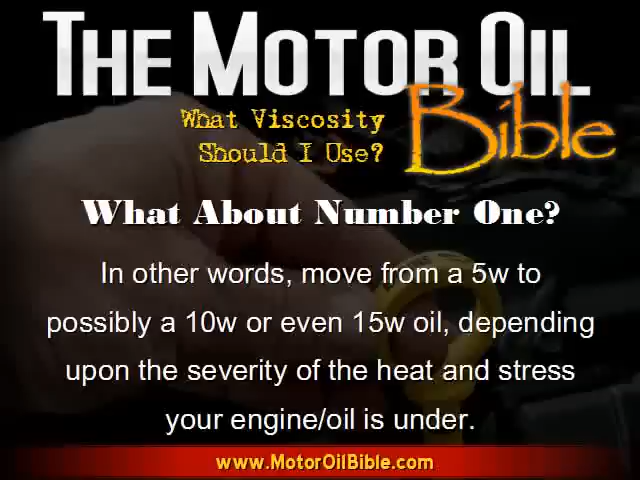 THE MOTOR OIL
Bible
What Viscosity
Should I Use?
What About Number One?
In other words, move from a 5w to
possibly a 10w or even 15w oil, depending
upon the severity of the heat and stress
your engine/oil is under.
www.MotorOilBible.com